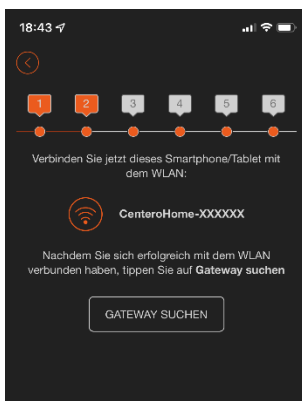 18:43
1 2 3 4 5 6
Verbinden Sie jetzt dieses Smartphone/Tablet mit
dem WLAN:
CenteroHome-XXXXXX
Nachdem Sie sich erfolgreich mit dem WLAN
verbunden haben, tippen Sie auf Gateway suchen
GATEWAY SUCHEN